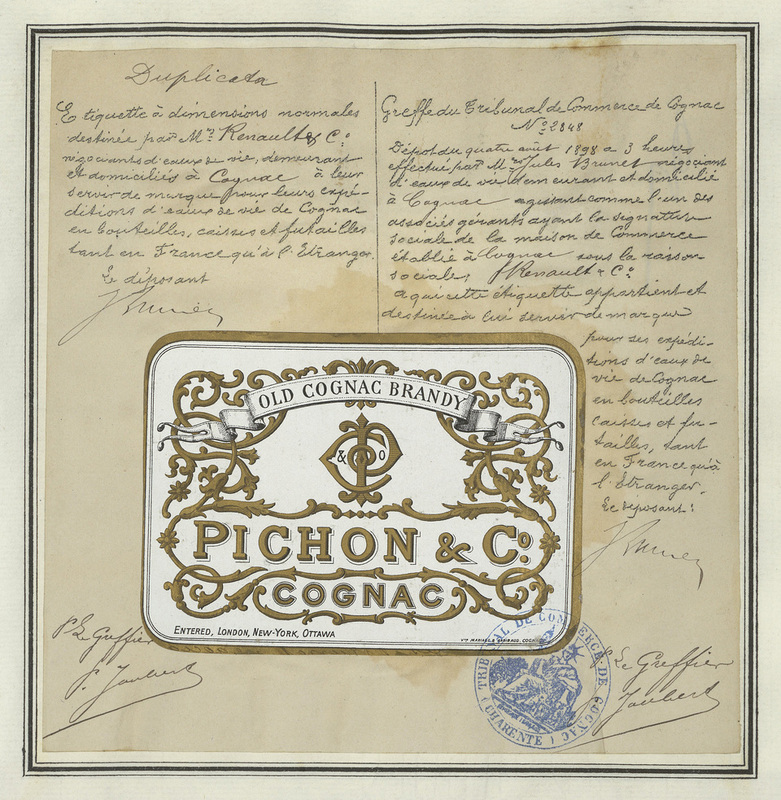 Duplicata
Etiquette à dimensions normales
destinée par Mrs Renault & Co
négociants d'eaux de vie, demeurant
et domiciliés à Cognac à leur
servir de marque pour leurs expé-
ditions d'eaux de vie de Cognac
en bouteilles, caisses et futailles
tant en France qu'à l'Etranger.
Le déposant
Greffe du Tribunal de Commerce de Cognac
No 2848
Dépôt du quatre août 1898 a 3 heures
effectué par Mr Jules Brunet négociant
d'eaux de vie demeurant et domicilié
à Cognac agissant comme l'un des
associés gérants ayant la signature
sociale de la maison de Commerce
établie à Cognac sous la raison
sociale: J Renault & Co
a qui cette étiquette appartient et
destinée à lui servir de marque
pour ses expédi-
tions d'eaux de
vie de Cognac
en bouteilles
caisses et fu-
tailles, tant
en France qu'à
l'Etranger.
Le déposant:
OLD COGNAC BRANDY
P & Co
PICHON & Co
COGNAC
ENTERED, LONDON, NEW-YORK, OTTAWA
Pr Le Greffier
P. Joubert
Pr Le Greffier
Joubert
TRIBUNAL DE COMMERCE DE COGNAC
(CHARENTE)